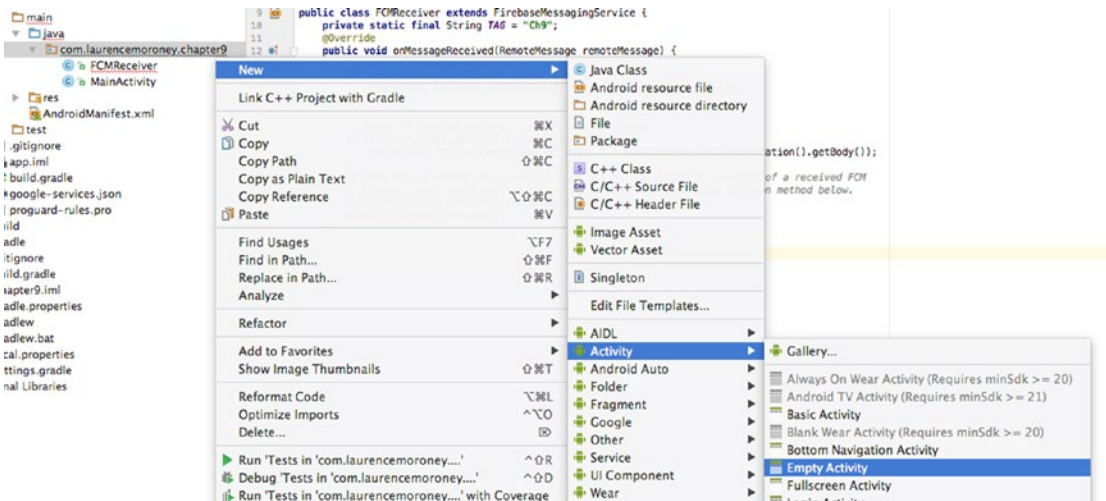 main
java
com.laurencemoroney.chapter9
FCMReceiver
MainActivity
res
AndroidManifest.xml
test
.gitignore
app.iml
build.gradle
google-services.json
proguard-rules.pro
ild
adle
itignore
ild.gradle
hapter9.iml
adle.properties
adlew
adlew.bat
cal.properties
ttings.gradle
nal Libraries
9 public class FCMReceiver extends FirebaseMessagingService {
10 private static final String TAG = "Ch9";
11 @Override
12 public void onMessageReceived(RemoteMessage remoteMessage) {
ation().getBody());
of a received FCM
n method below.
New
Link C++ Project with Gradle
Cut ⌘X
Copy ⌘C
Copy Path ⇧⌘C
Copy as Plain Text
Copy Reference ⌥⇧⌘C
Paste ⌘V
Find Usages ⌥F7
Find in Path... ⇧⌘F
Replace in Path... ⇧⌘R
Analyze
Refactor
Add to Favorites
Show Image Thumbnails ⇧⌘T
Reformat Code ⌥⌘L
Optimize Imports ^⌥O
Delete... ⌦
Run 'Tests in 'com.laurencemoroney....' ^⇧R
Debug 'Tests in 'com.laurencemoroney....' ^⇧D
Run 'Tests in 'com.laurencemoroney....' with Coverage
Java Class
Android resource file
Android resource directory
File
Package
C++ Class
C/C++ Source File
C/C++ Header File
Image Asset
Vector Asset
Singleton
Edit File Templates...
AIDL
Activity
Android Auto
Folder
Fragment
Google
Other
Service
UI Component
Wear
Gallery...
Always On Wear Activity (Requires minSdk >= 20)
Android TV Activity (Requires minSdk >= 21)
Basic Activity
Blank Wear Activity (Requires minSdk >= 20)
Bottom Navigation Activity
Empty Activity
Fullscreen Activity